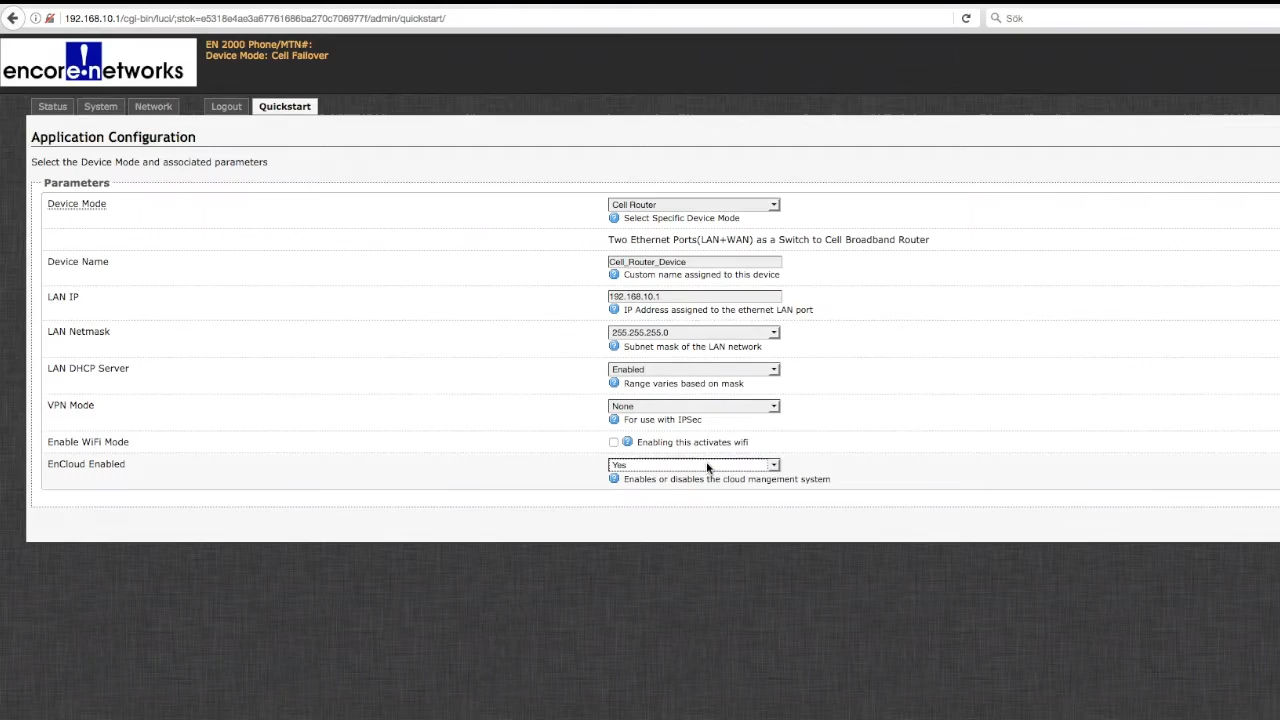 192.168.10.1/cgi-bin/luci/;stok=e5318e4ae3a67761686ba270c706977f/admin/quickstart/
Sök
encore!networks
EN 2000 Phone/MTN#:
Device Mode: Cell Failover
Status System Network Logout Quickstart
Application Configuration
Select the Device Mode and associated parameters
Parameters
Device Mode
Cell Router
Select Specific Device Mode
Two Ethernet Ports(LAN+WAN) as a Switch to Cell Broadband Router
Device Name
Cell_Router_Device
Custom name assigned to this device
LAN IP
192.168.10.1
IP Address assigned to the ethernet LAN port
LAN Netmask
255.255.255.0
Subnet mask of the LAN network
LAN DHCP Server
Enabled
Range varies based on mask
VPN Mode
None
For use with IPSec
Enable WiFi Mode
Enabling this activates wifi
EnCloud Enabled
Yes
Enables or disables the cloud mangement system